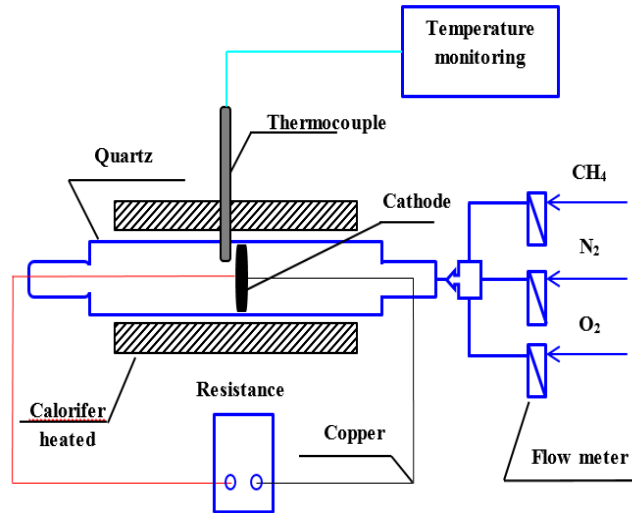 Temperature
monitoring
Thermocouple
Quartz
CH4
Cathode
N2
O2
Resistance
Calorifer
heated
Copper
Flow meter